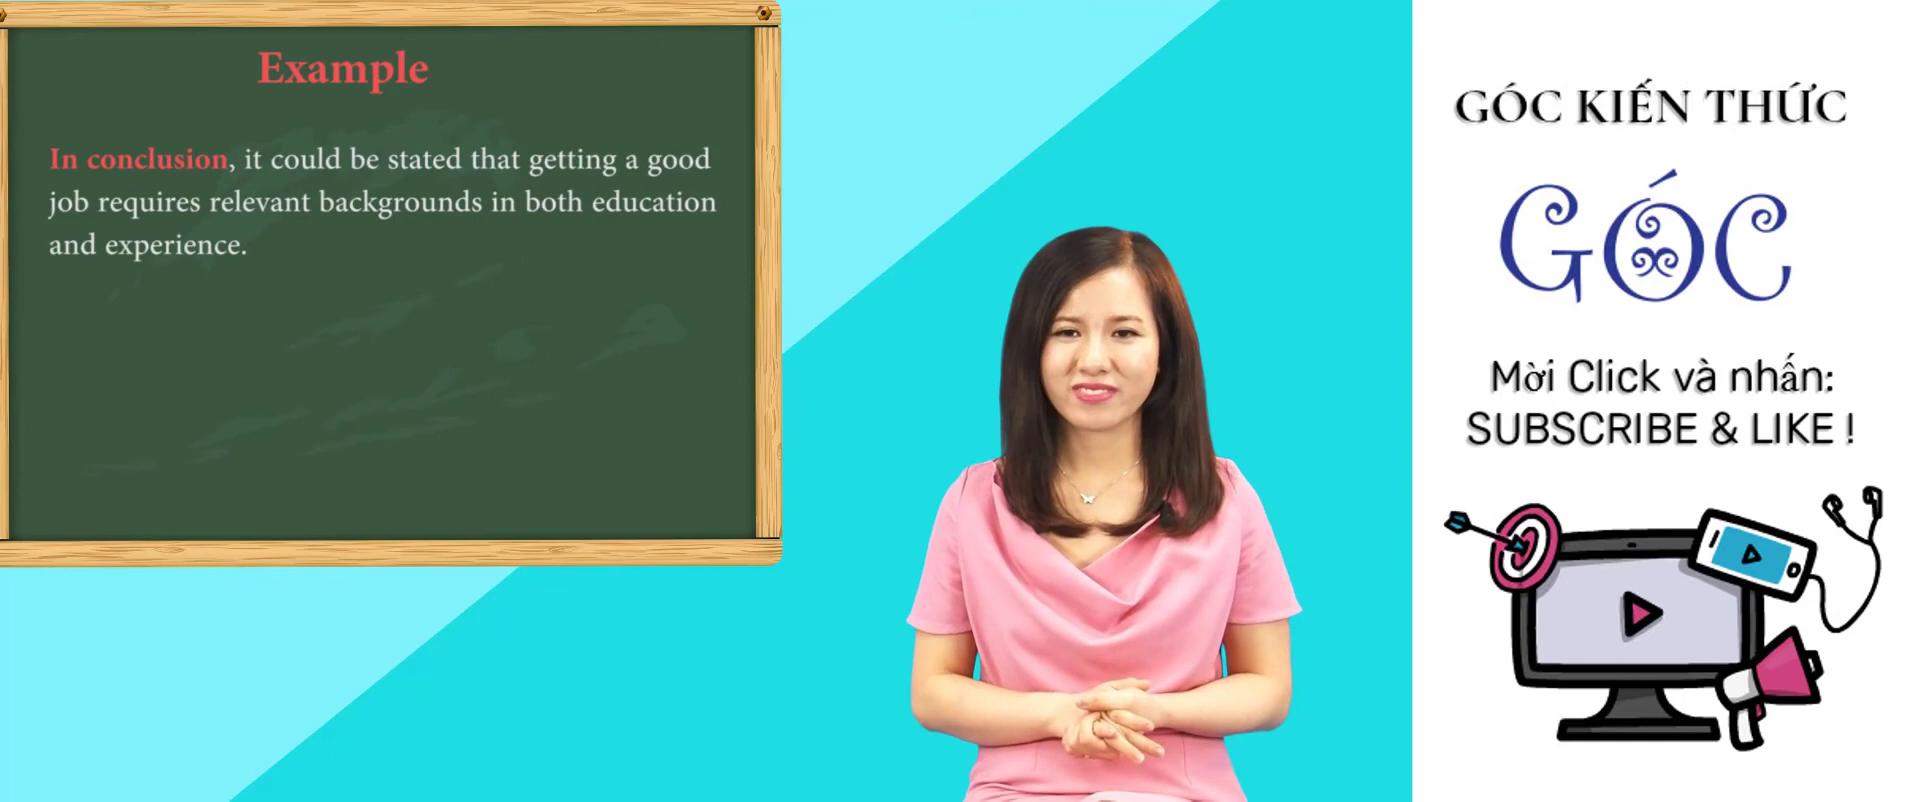 Example
In conclusion, it could be stated that getting a good
job requires relevant backgrounds in both education
and experience.
GÓC KIẾN THỨC
GÓC
Mời Click và nhấn:
SUBSCRIBE & LIKE !